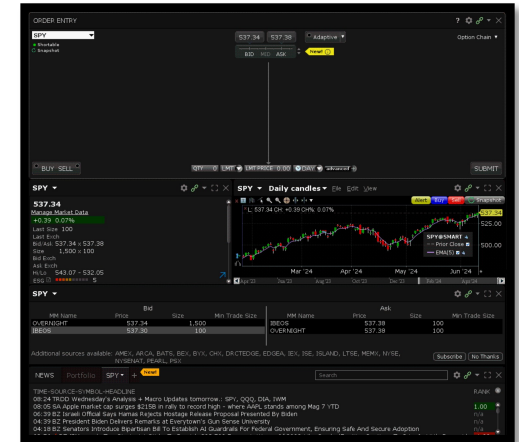 ORDER ENTRY
SPY
Shortable
Snapshot
537.34 537.38 Adaptive
BID MID ASK New!
Option Chain
BUY SELL
QTY 0 LMT LMT PRICE 0.00 DAY advanced
SUBMIT
SPY
537.34
Manage Market Data
+0.39 0.07%
Last Size 100
Last Exch
Bid/Ask 537.34 x 537.38
Size 1,500 x 100
Bid Exch
Ask Exch
Hi/Lo 543.07 - 532.05
ESG 5
SPY Daily candles File Edit View
Alert Buy Sell Snapshot
L: 537.34 CH: +0.39 CH%: 0.07%
537.34
525.00
500.00
SPY@SMART
Prior Close
EMA(5)
Mar '24 Apr '24 May '24 Jun '24
SPY
Bid Ask
MM Name Price Size Min Trade Size MM Name Price Size Min Trade Size
OVERNIGHT 537.34 1,500 IBEOS 537.38 100
IBEOS 537.30 100 OVERNIGHT 537.38 100
Additional sources available: AMEX, ARCA, BATS, BEX, BYX, CHX, DRCTEDGE, EDGEA, IEX, ISE, ISLAND, LTSE, MEMX, NYSE,
NYSENAT, PEARL, PSX
Subscribe No Thanks
NEWS Portfolio SPY + New!
Search
TIME-SOURCE-SYMBOL-HEADLINE RANK
08:24 TRDD Wednesday's Analysis + Macro Updates tomorrow.: SPY, QQQ, DIA, IWM
08:05 SA Apple market cap surges $215B in rally to record high - where AAPL stands among Mag 7 YTD 1.00
06:39 BZ Israeli Official Says Hamas Rejects Hostage Release Proposal Presented By Biden n/a
04:39 BZ President Biden Delivers Remarks at Everytown's Gun Sense University n/a
04:18 BZ Senators Introduce Bipartisan Bill To Establish AI Guardrails For Federal Government, Ensuring Safe And Secure Adoption n/a